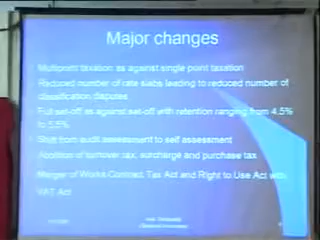 Major changes
Multipoint taxation as against single point taxation
Reduced number of rate slabs leading to reduced number of
classification disputes
Full set-off as against set-off with retention ranging from 4.5%
to
Shift from audit assessment to self assessment
Abolition of turnover tax, surcharge and purchase tax
Merger of Works Contract Tax Act and Right to Use Act with
VAT Act